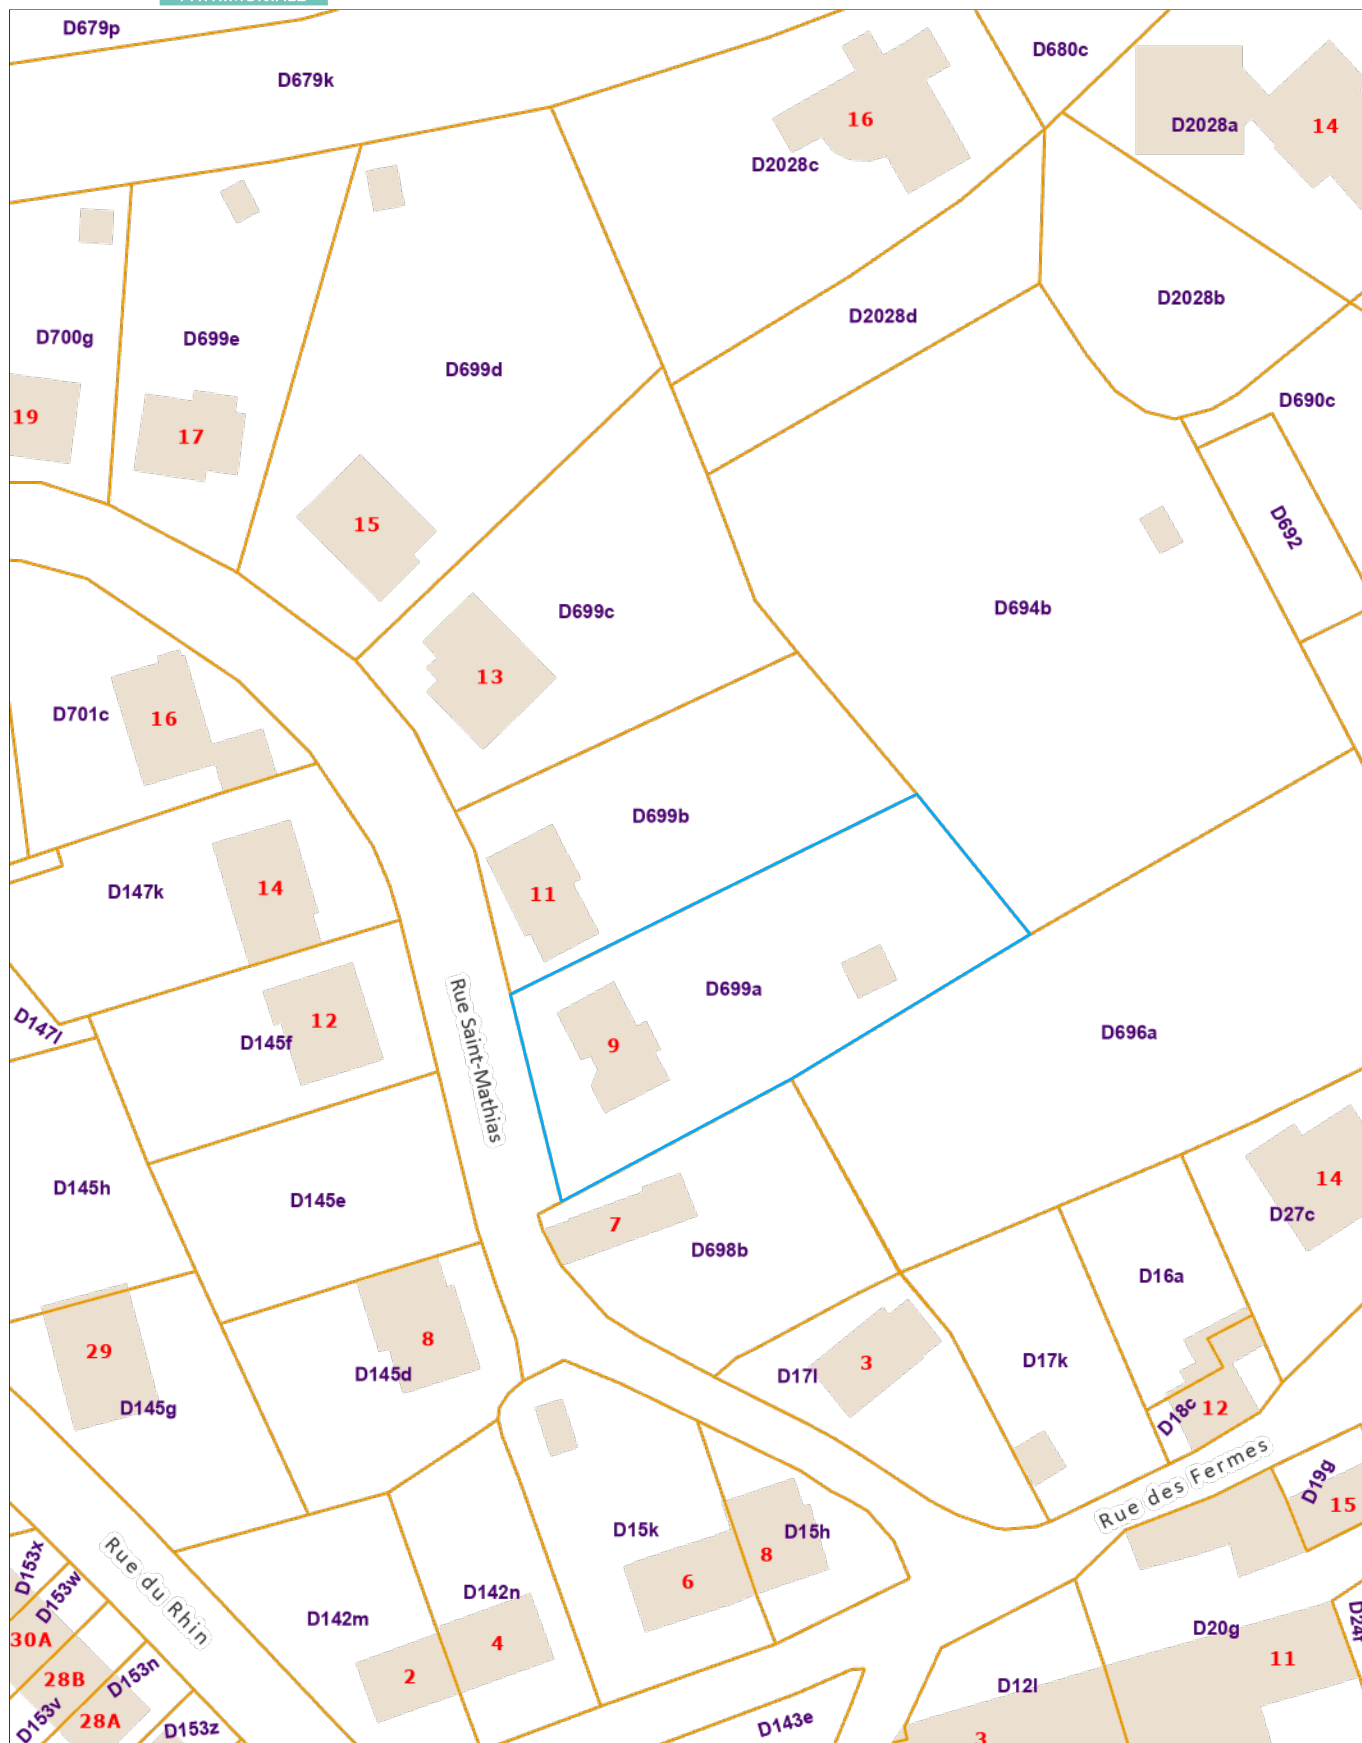 D679p
D679k
D680c
D2028a
14
16
D2028c
D2028b
D2028d
D700g
D699e
D699d
D690c
19
17
15
D692
D699c
D694b
13
D701c
16
D699b
14
D147k
11
D699a
Rue Saint-Mathias
12
D147l
D145f
9
D696a
14
D145h
D145e
7
D27c
D698b
D16a
29
8
D145d
3
D17l
D17k
D145g
12
D18c
Rue des Fermes
D19g
15
Rue du Rhin
D15k
D15h
8
6
D153x
D153w
D142n
D142m
D20g
30A
4
11
28B
D153n
2
D12l
D153v
28A
D153z
D143e
3